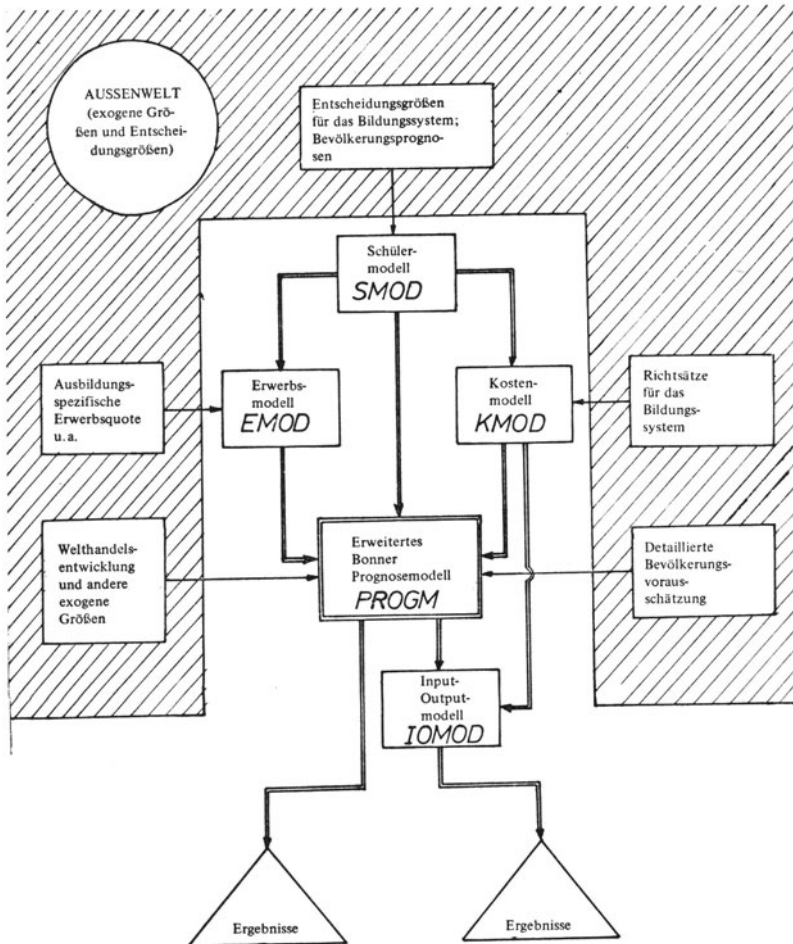 AUSSENWELT
(exogene Grö-
ßen und Entschei-
dungsgrößen)
Entscheidungsgrößen
für das Bildungssystem;
Bevölkerungsprogno-
sen
Schüler-
modell
SMOD
Ausbildungs-
spezifische
Erwerbsquote
u.a.
Erwerbs-
modell
EMOD
Kosten-
modell
KMOD
Richtsätze
für das
Bildungs-
system
Welthandels-
entwicklung
und andere
exogene
Größen
Erweitertes
Bonner
Prognosemodell
PROGM
Detaillierte
Bevölkerungs-
voraus-
schätzung
Input-
Output-
modell
IOMOD
Ergebnisse
Ergebnisse